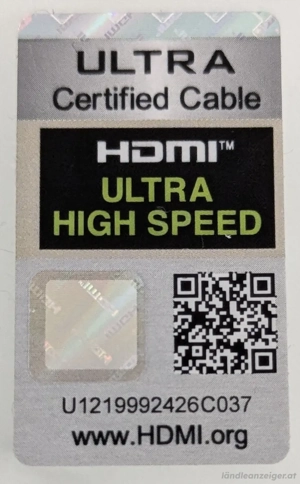 ULTRA
Certified Cable
HDMI™
ULTRA
HIGH SPEED
U1219992426C037
www.HDMI.org
ländleanzeiger.at